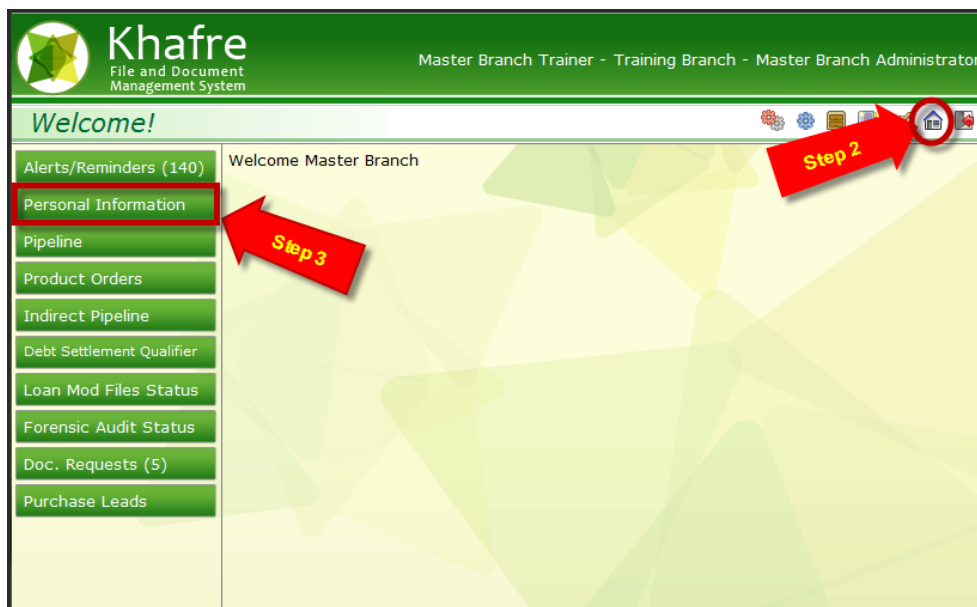 Khafre
File and Document
Management System
Master Branch Trainer - Training Branch - Master Branch Administrator
Welcome!
Step 2
Alerts/Reminders (140)
Welcome Master Branch
Personal Information
Step 3
Pipeline
Product Orders
Indirect Pipeline
Debt Settlement Qualifier
Loan Mod Files Status
Forensic Audit Status
Doc. Requests (5)
Purchase Leads